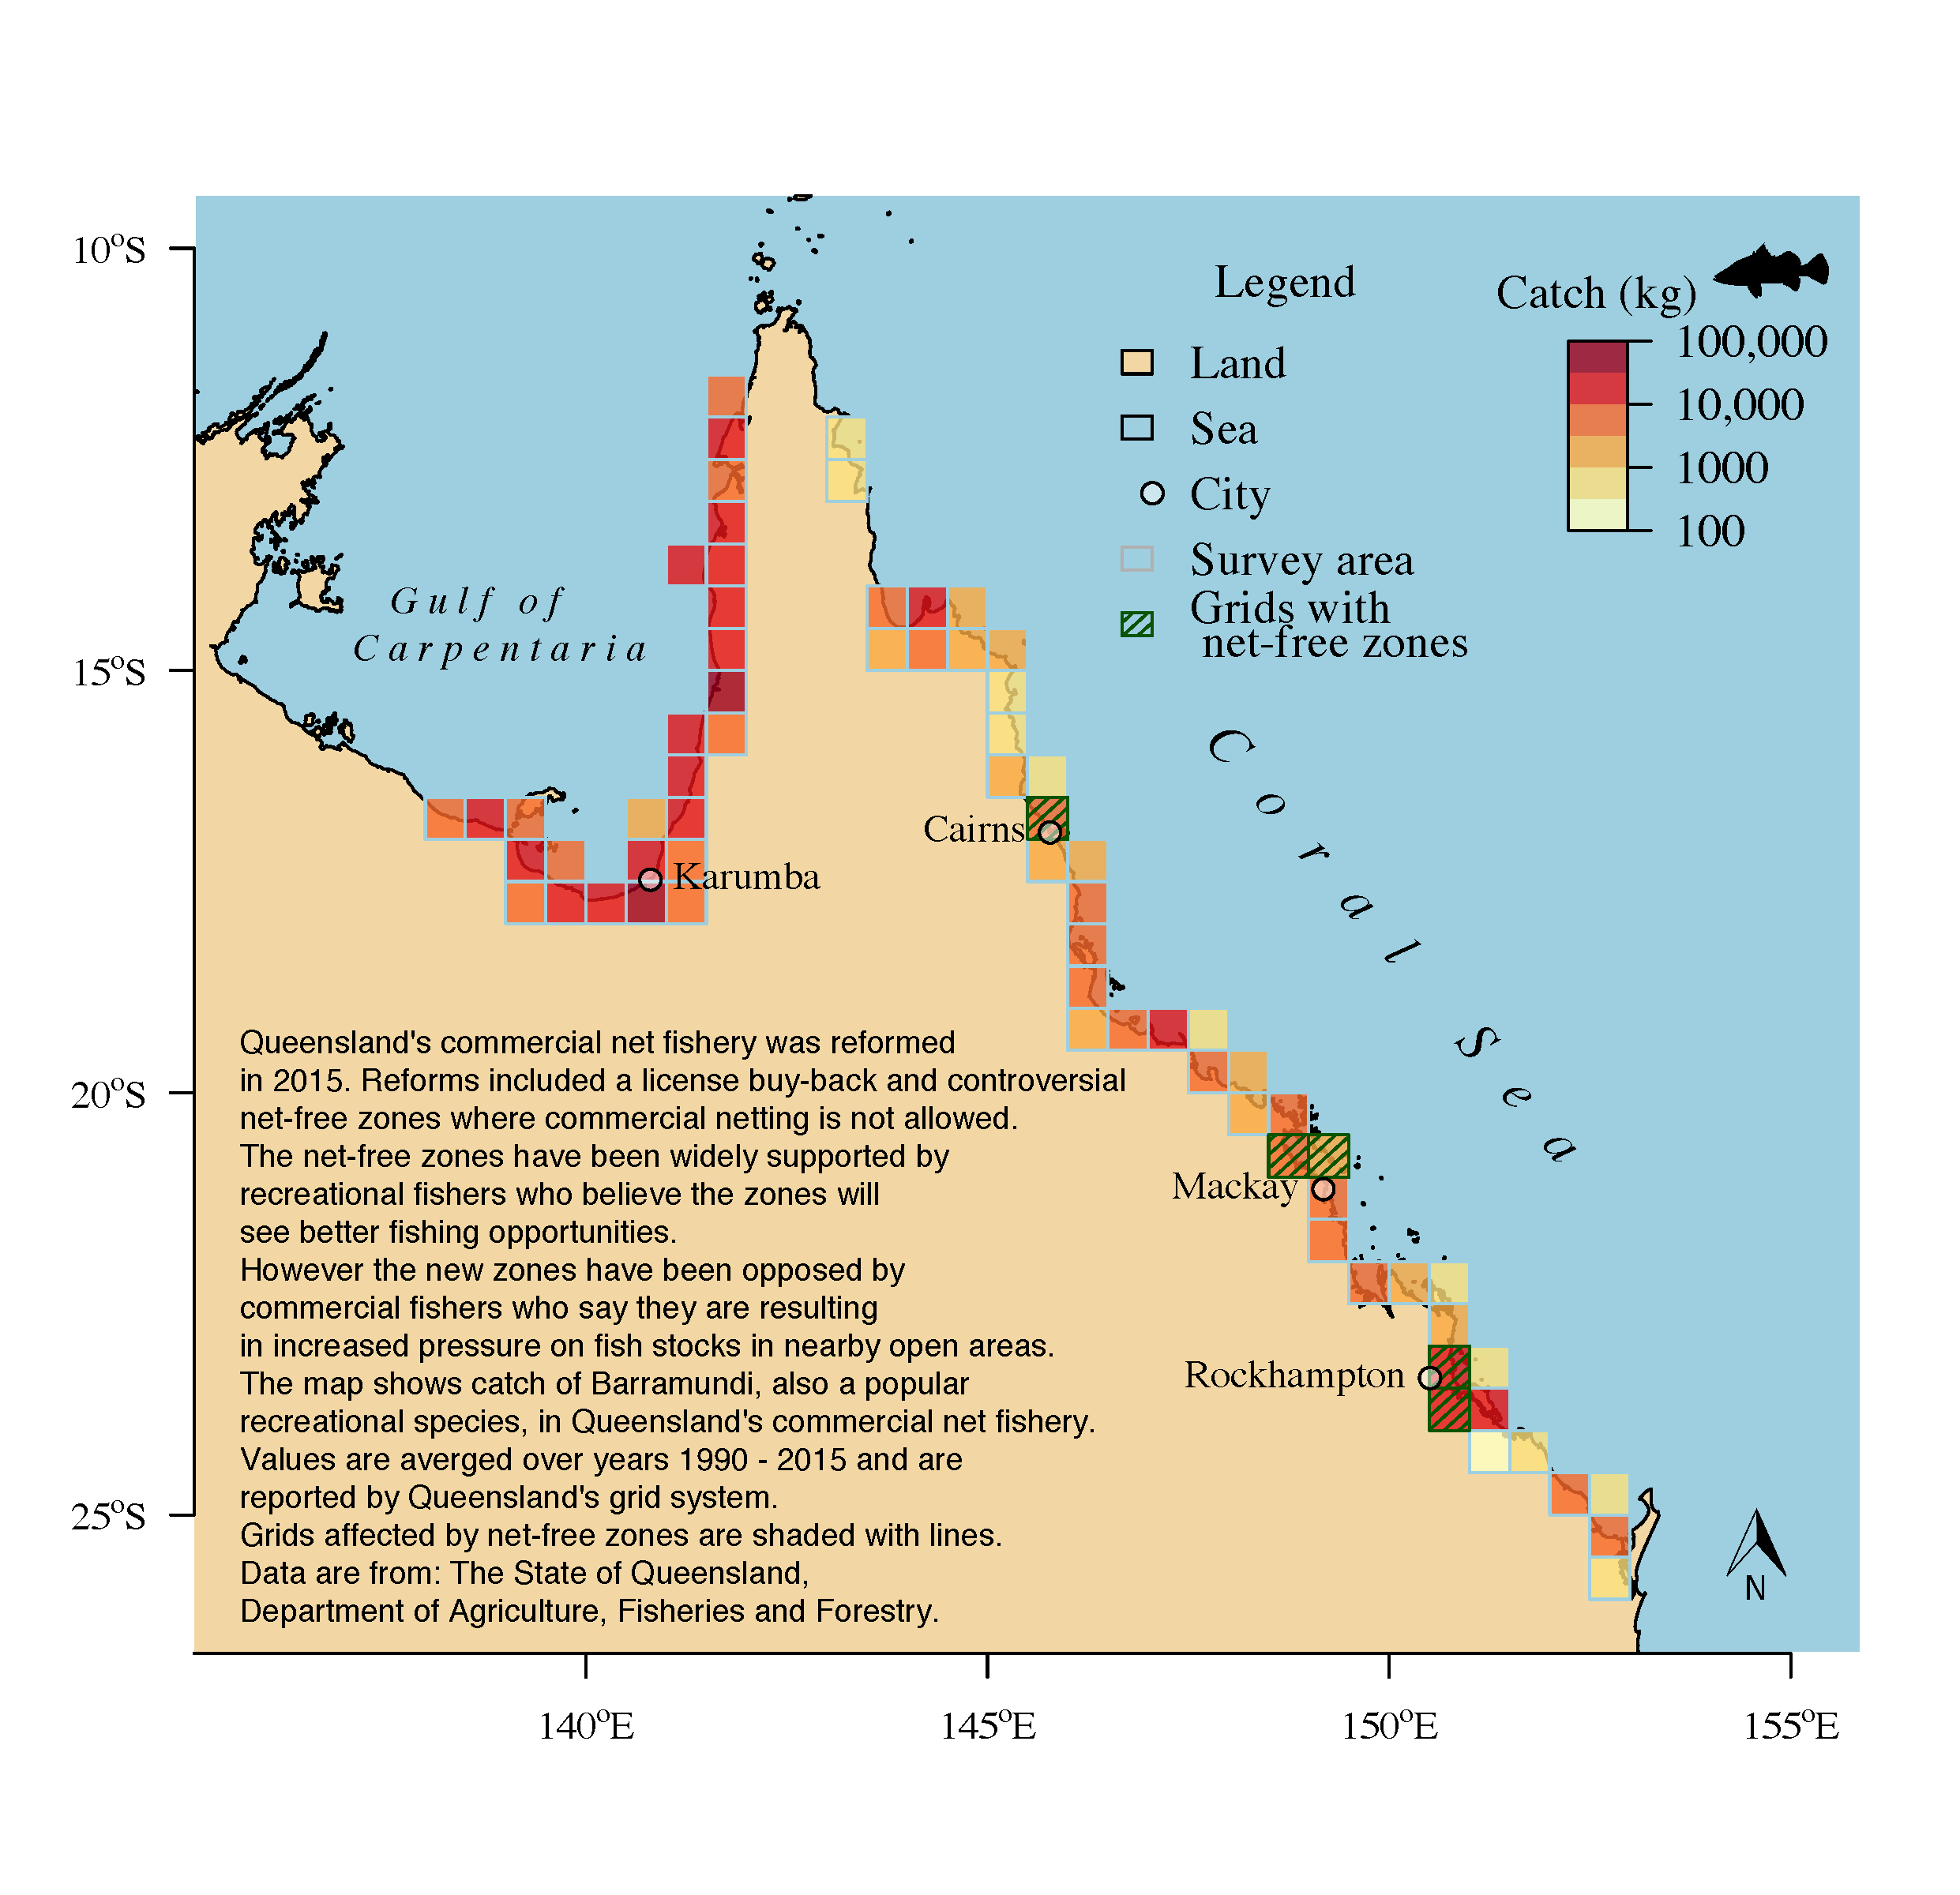 10°S
15°S
20°S
25°S
140°E
145°E
150°E
155°E
Gulf of
Carpentaria
Legend
Land
Sea
City
Survey area
Grids with
net-free zones
Catch (kg)
100,000
10,000
1000
100
Coral Sea
Cairns
Karumba
Mackay
Rockhampton
Queensland's commercial net fishery was reformed
in 2015. Reforms included a license buy-back and controversial
net-free zones where commercial netting is not allowed.
The net-free zones have been widely supported by
recreational fishers who believe the zones will
see better fishing opportunities.
However the new zones have been opposed by
commercial fishers who say they are resulting
in increased pressure on fish stocks in nearby open areas.
The map shows catch of Barramundi, also a popular
recreational species, in Queensland's commercial net fishery.
Values are averged over years 1990 - 2015 and are
reported by Queensland's grid system.
Grids affected by net-free zones are shaded with lines.
Data are from: The State of Queensland,
Department of Agriculture, Fisheries and Forestry.
N